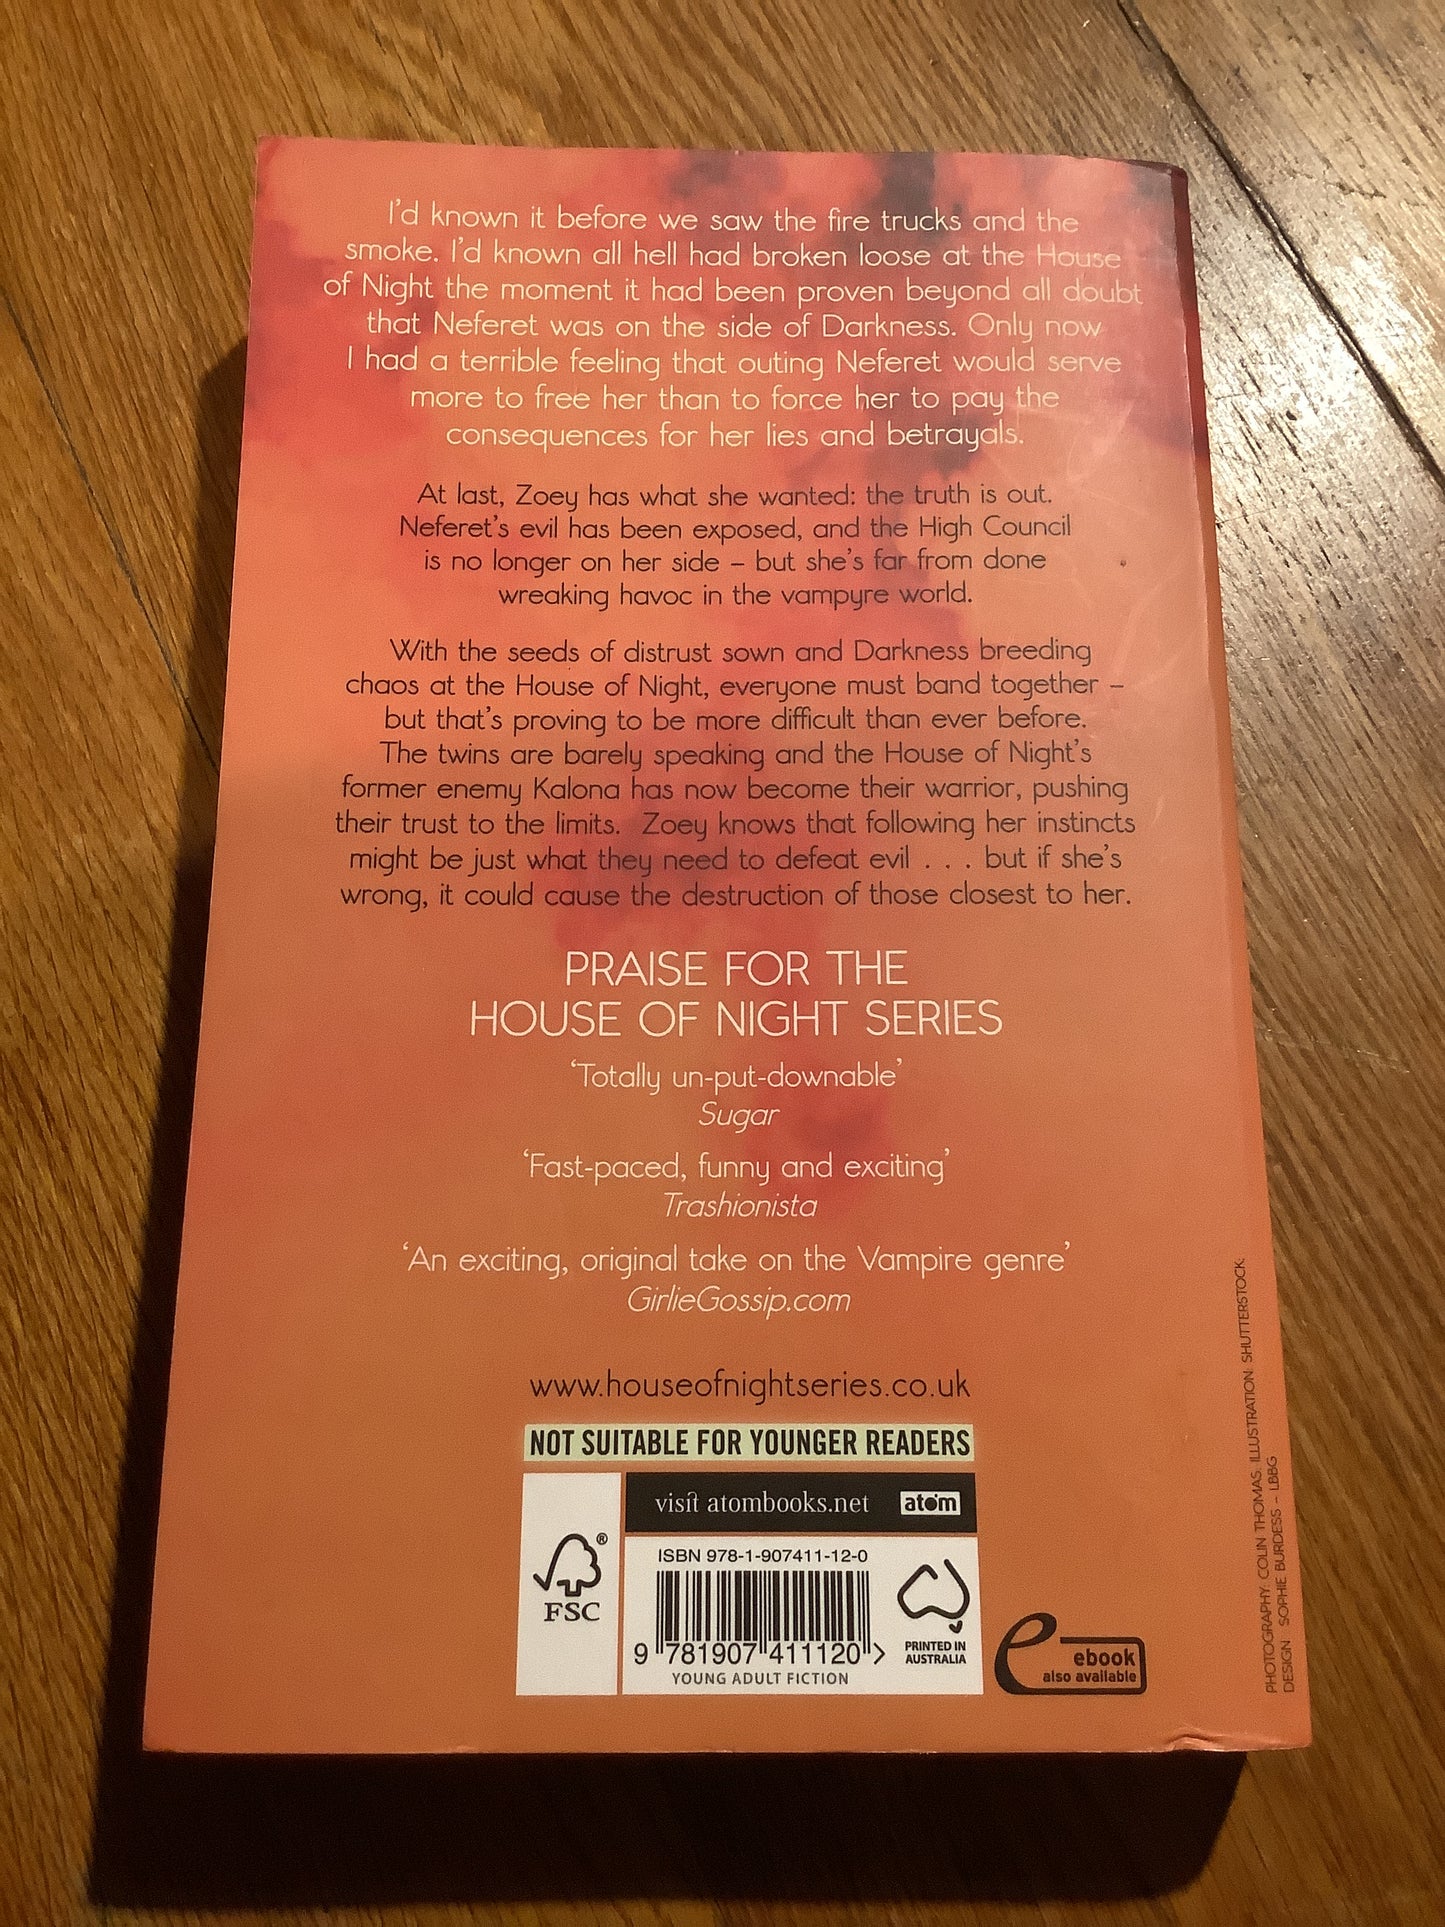 I'd known it before we saw the fire trucks and the
smoke. I'd known all hell had broken loose at the House
of Night the moment it had been proven beyond all doubt
that Neferet was on the side of Darkness. Only now
I had a terrible feeling that outing Neferet would serve
more to free her than to force her to pay the
consequences for her lies and betrayals.
At last, Zoey has what she wanted: the truth is out.
Neferet's evil has been exposed, and the High Council
is no longer on her side – but she's far from done
wreaking havoc in the vampyre world.
With the seeds of distrust sown and Darkness breeding
chaos at the House of Night, everyone must band together –
but that's proving to be more difficult than ever before.
The twins are barely speaking and the House of Night's
former enemy Kalona has now become their warrior, pushing
their trust to the limits. Zoey knows that following her instincts
might be just what they need to defeat evil . . . but if she's
wrong, it could cause the destruction of those closest to her.
PRAISE FOR THE
HOUSE OF NIGHT SERIES
'Totally un-put-downable'
Sugar
'Fast-paced, funny and exciting'
Trashionista
'An exciting, original take on the Vampire genre'
GirlieGossip.com
www.houseofnightseries.co.uk
NOT SUITABLE FOR YOUNGER READERS
visit atombooks.net atom
ISBN 978-1-907411-12-0
9 781907 411120 >
YOUNG ADULT FICTION
® FSC
PRINTED IN
AUSTRALIA
ebook
also available
PHOTOGRAPHY: COLIN THOMAS. ILLUSTRATION: SHUTTERSTOCK.
DESIGN: SOPHIE BURDESS – LBBG